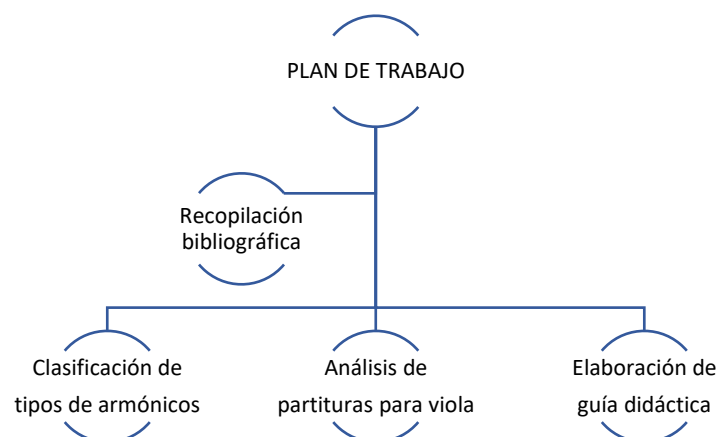 PLAN DE TRABAJO
Recopilación
bibliográfica
Clasificación de
tipos de armónicos
Análisis de
partituras para viola
Elaboración de
guía didáctica